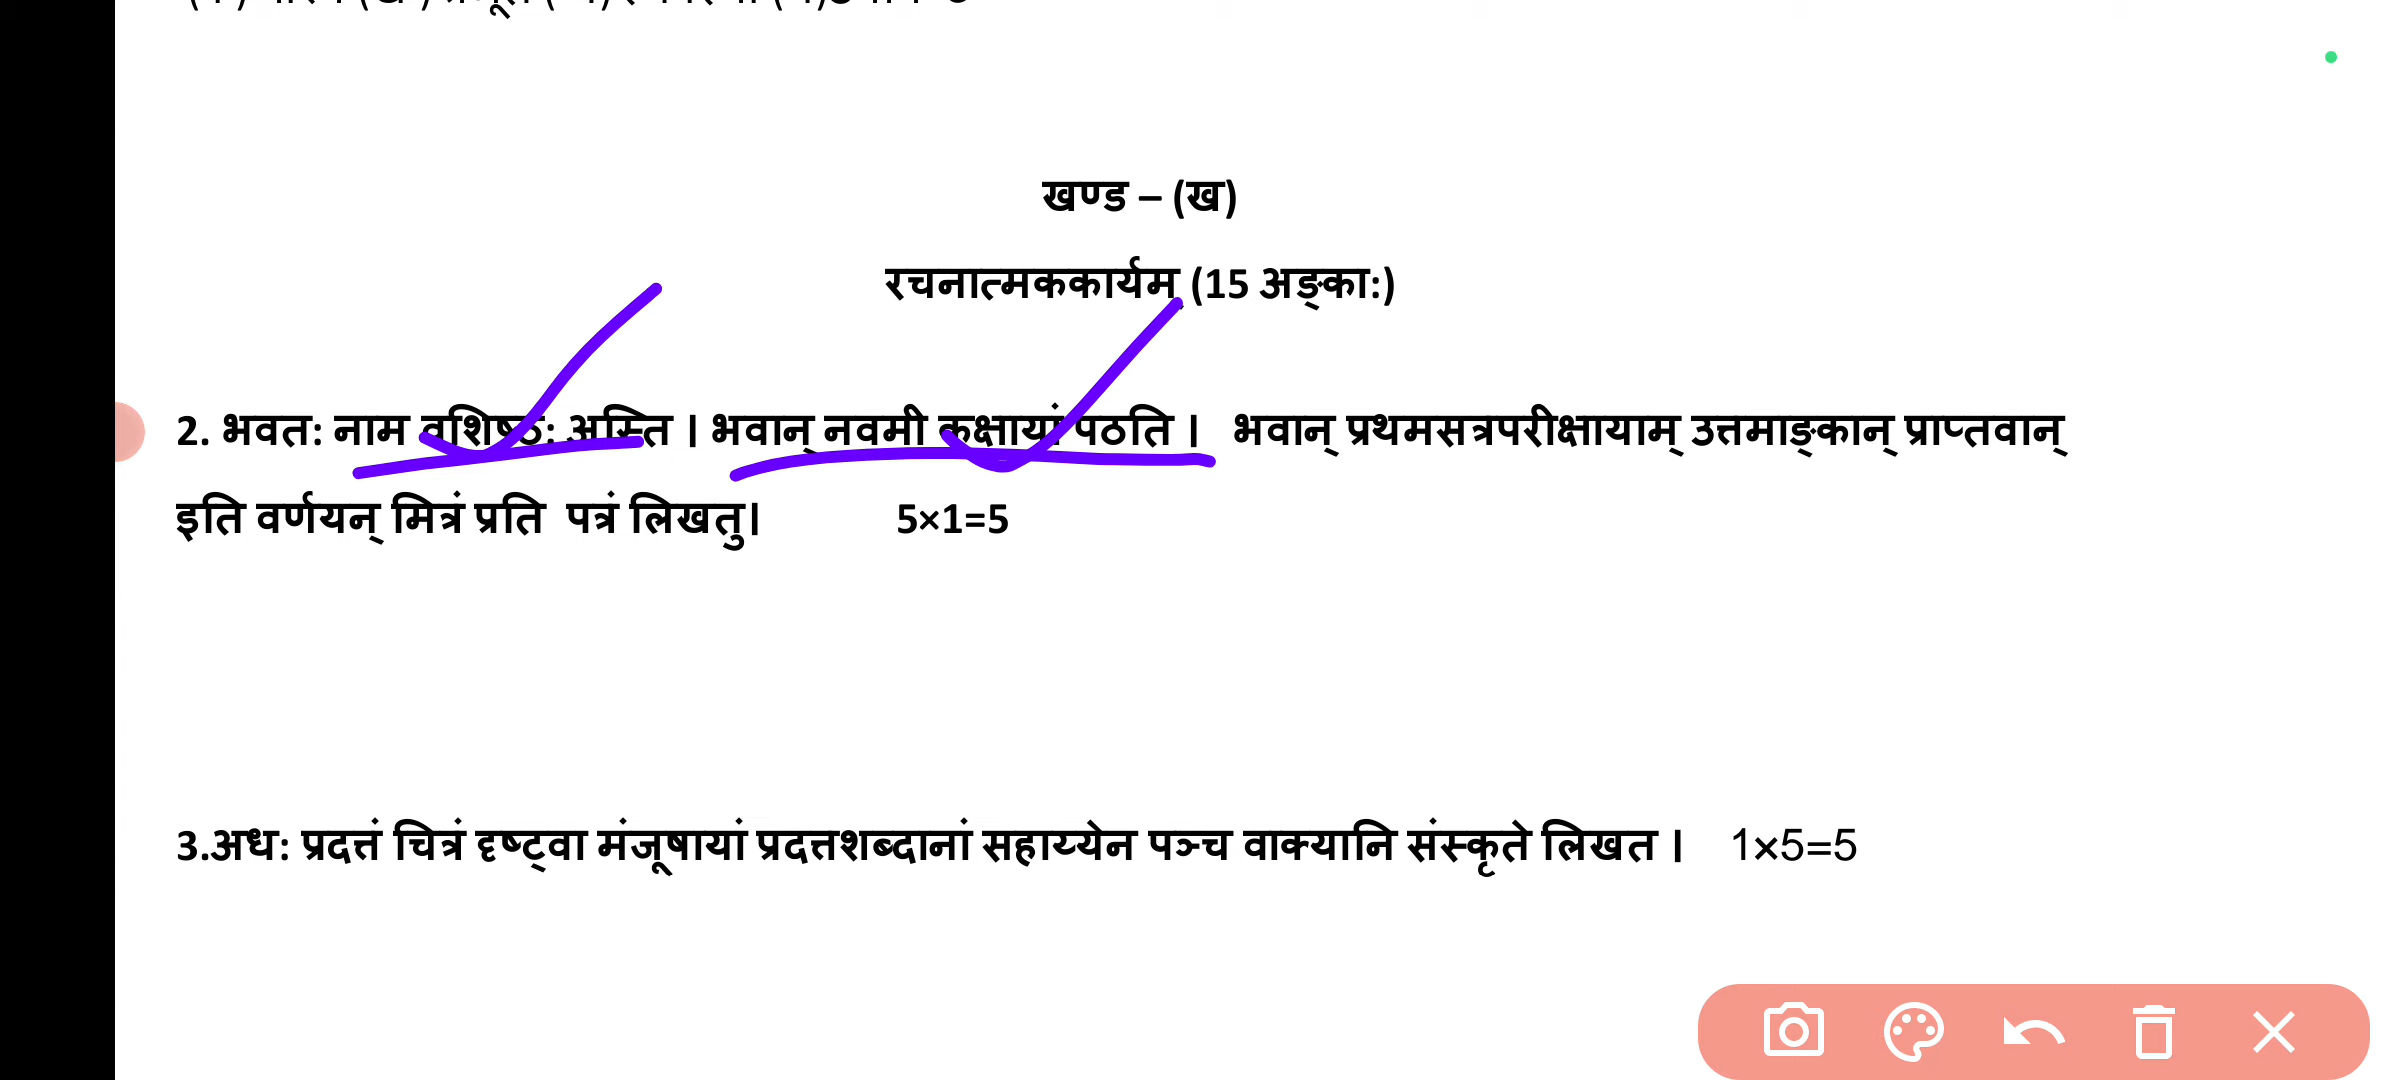 खण्ड – (ख)
रचनात्मककार्यम् (15 अङ्का:)
2. भवत: नाम वशिष्ठ: अस्ति । भवान् नवमी कक्षायां पठति । भवान् प्रथमसत्रपरीक्षायाम् उत्तमाङ्कान् प्राप्तवान्
इति वर्णयन् मित्रं प्रति पत्रं लिखतु। 5×1=5
3.अध: प्रदत्तं चित्रं दृष्ट्वा मंजूषायां प्रदत्तशब्दानां सहाय्येन पञ्च वाक्यानि संस्कृते लिखत । 1×5=5